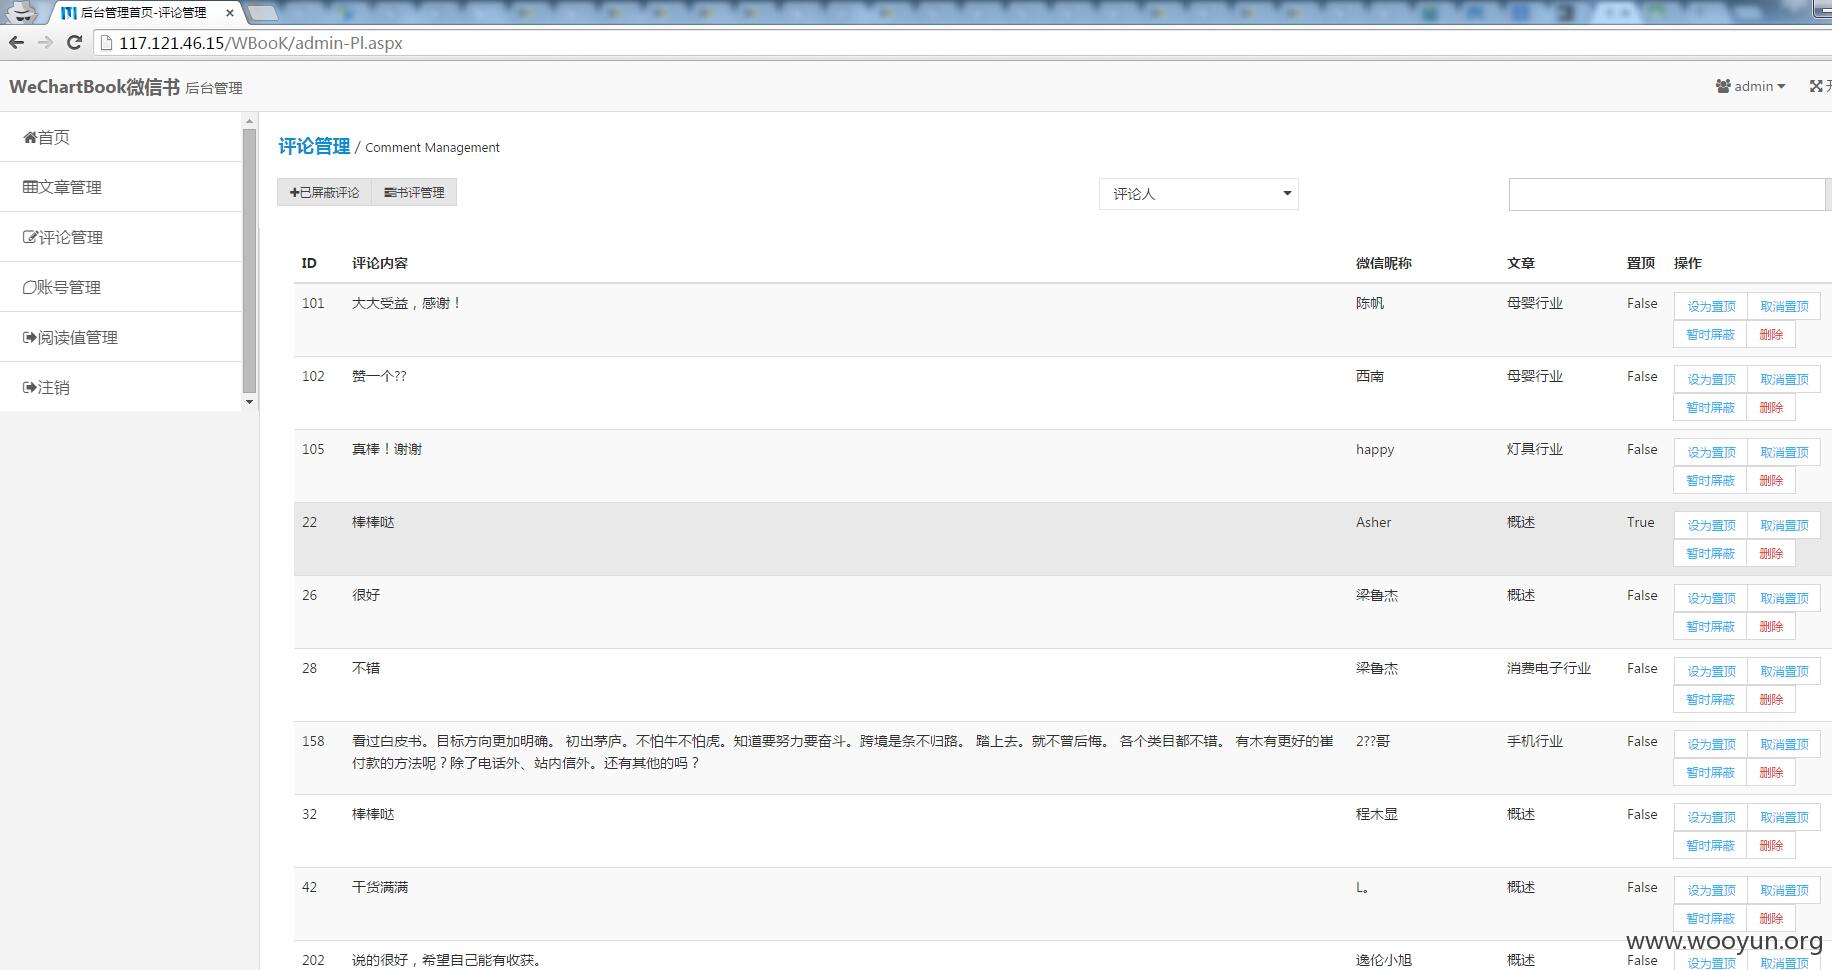 后台管理首页-评论管理
117.121.46.15/WBooK/admin-Pl.aspx
WeChartBook微信书 后台管理
admin
首页
文章管理
评论管理
账号管理
阅读值管理
注销
评论管理 / Comment Management
已屏蔽评论 书评管理
评论人
ID 评论内容 微信昵称 文章 置顶 操作
101 大大受益，感谢！ 陈帆 母婴行业 False 设为置顶 取消置顶
暂时屏蔽 删除
102 赞一个?? 西南 母婴行业 False 设为置顶 取消置顶
暂时屏蔽 删除
105 真棒！谢谢 happy 灯具行业 False 设为置顶 取消置顶
暂时屏蔽 删除
22 棒棒哒 Asher 概述 True 设为置顶 取消置顶
暂时屏蔽 删除
26 很好 梁鲁杰 概述 False 设为置顶 取消置顶
暂时屏蔽 删除
28 不错 梁鲁杰 消费电子行业 False 设为置顶 取消置顶
暂时屏蔽 删除
158 看过白皮书。目标方向更加明确。 初出茅庐。不怕牛不怕虎。知道要努力要奋斗。跨境是条不归路。 踏上去。就不曾后悔。 各个类目都不错。 有木有更好的崔 2??哥 手机行业 False 设为置顶 取消置顶
付款的方法呢？除了电话外、站内信外。还有其他的吗？ 暂时屏蔽 删除
32 棒棒哒 程木显 概述 False 设为置顶 取消置顶
暂时屏蔽 删除
42 干货满满 L。 概述 False 设为置顶 取消置顶
暂时屏蔽 删除
www.wooyun.org
202 说的很好，希望自己能有收获。 逸伦小旭 概述 False 设为置顶 取消置顶